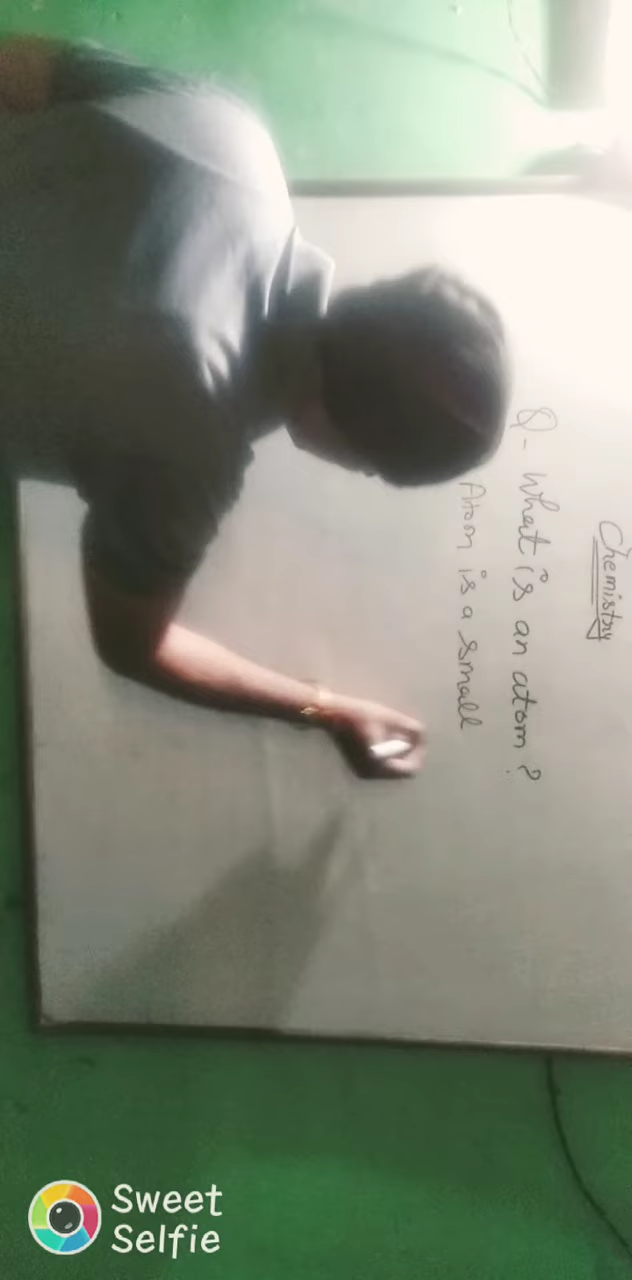 Chemistry
Q- What is an atom?
Atom is a small
Sweet
Selfie